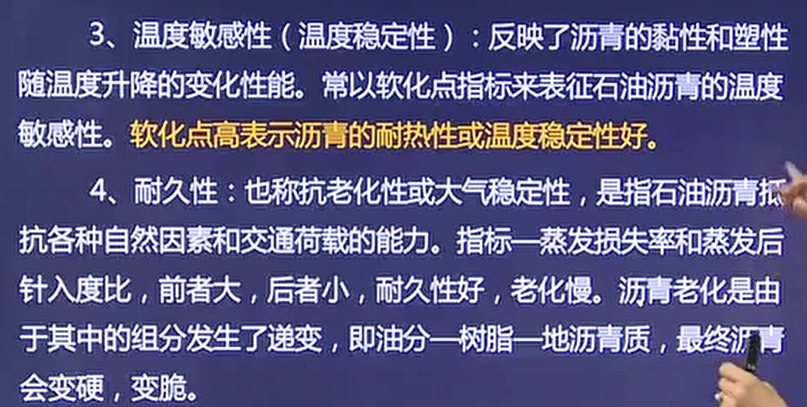 3、温度敏感性（温度稳定性）：反映了沥青的黏性和塑性
随温度升降的变化性能。常以软化点指标来表征石油沥青的温度
敏感性。软化点高表示沥青的耐热性或温度稳定性好。
4、耐久性：也称抗老化性或大气稳定性，是指石油沥青抵
抗各种自然因素和交通荷载的能力。指标—蒸发损失率和蒸发后
针入度比，前者大，后者小，耐久性好，老化慢。沥青老化是由
于其中的组分发生了递变，即油分—树脂—地沥青质，最终沥青
会变硬，变脆。